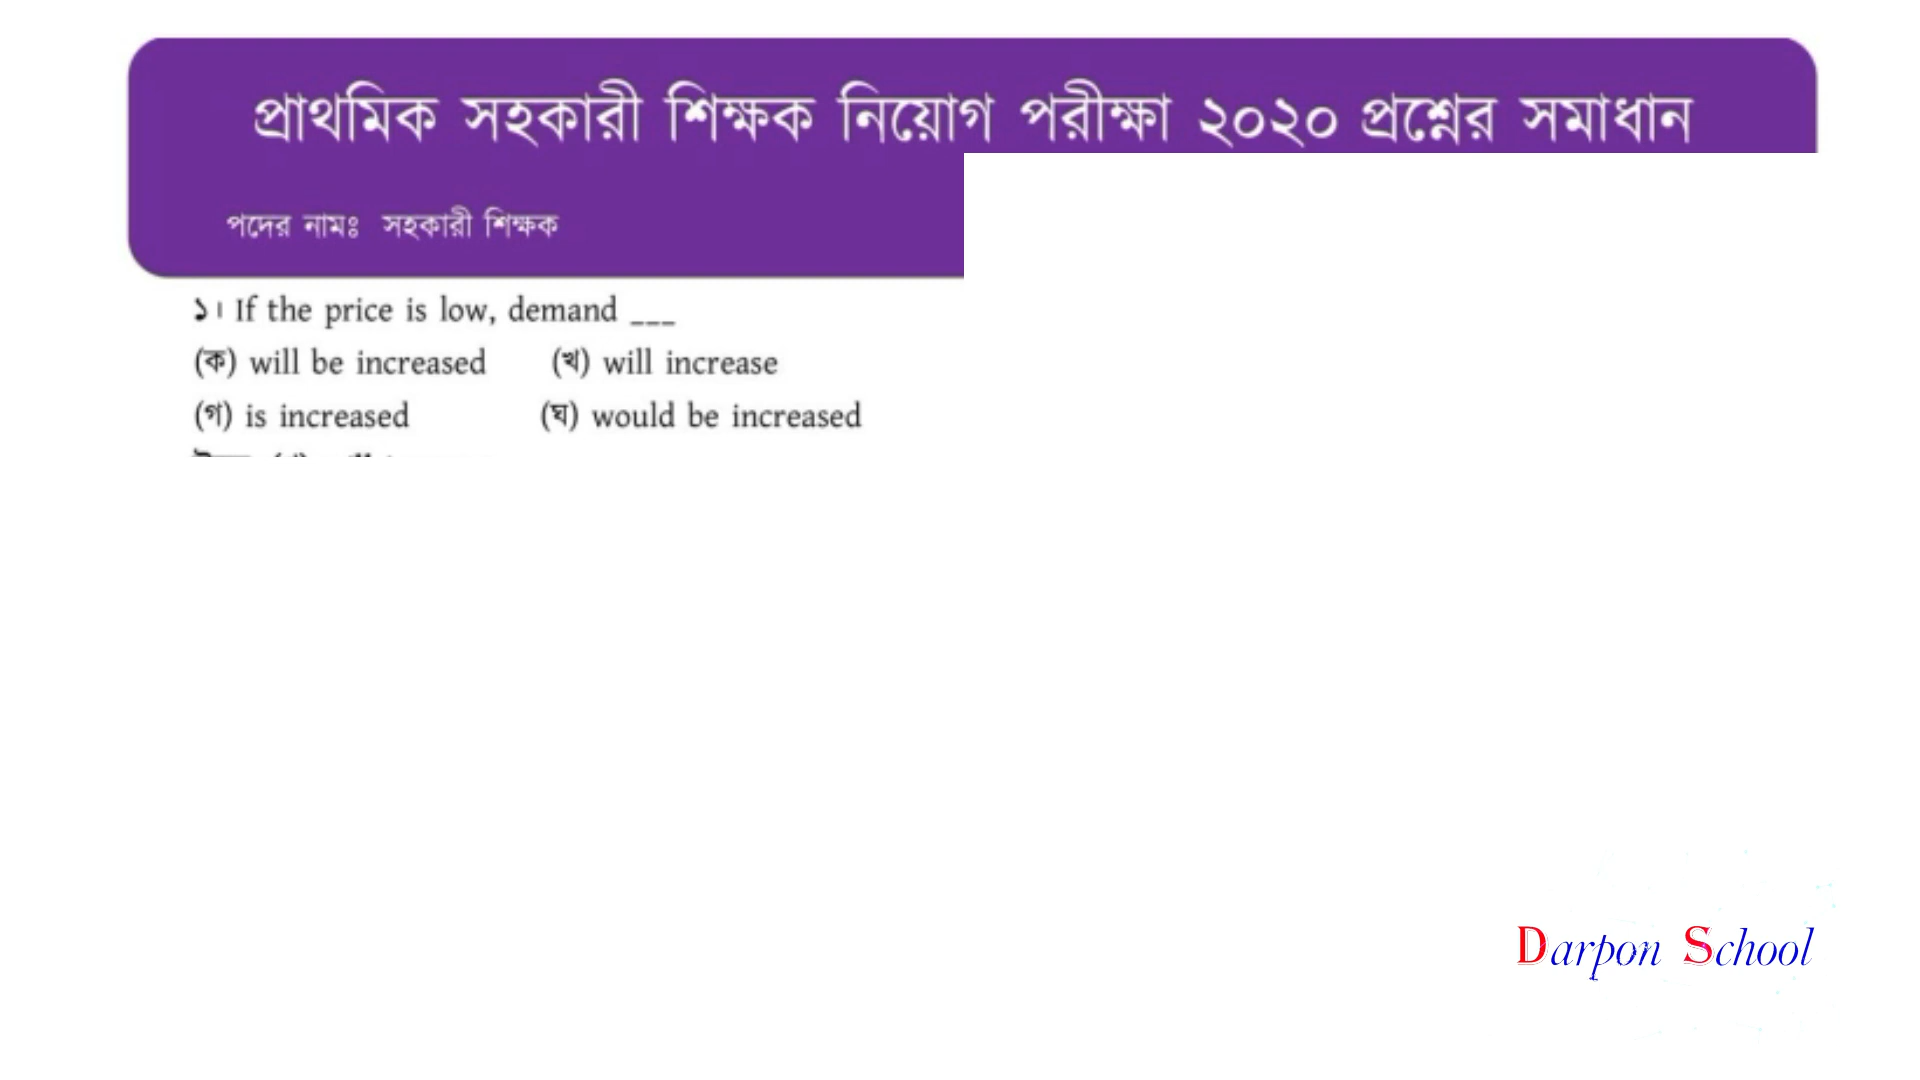 প্রাথমিক সহকারী শিক্ষক নিয়োগ পরীক্ষা ২০২০ প্রশ্নের সমাধান
পদের নামঃ সহকারী শিক্ষক
১। If the price is low, demand ___
(ক) will be increased (খ) will increase
(গ) is increased (ঘ) would be increased
Darpon School